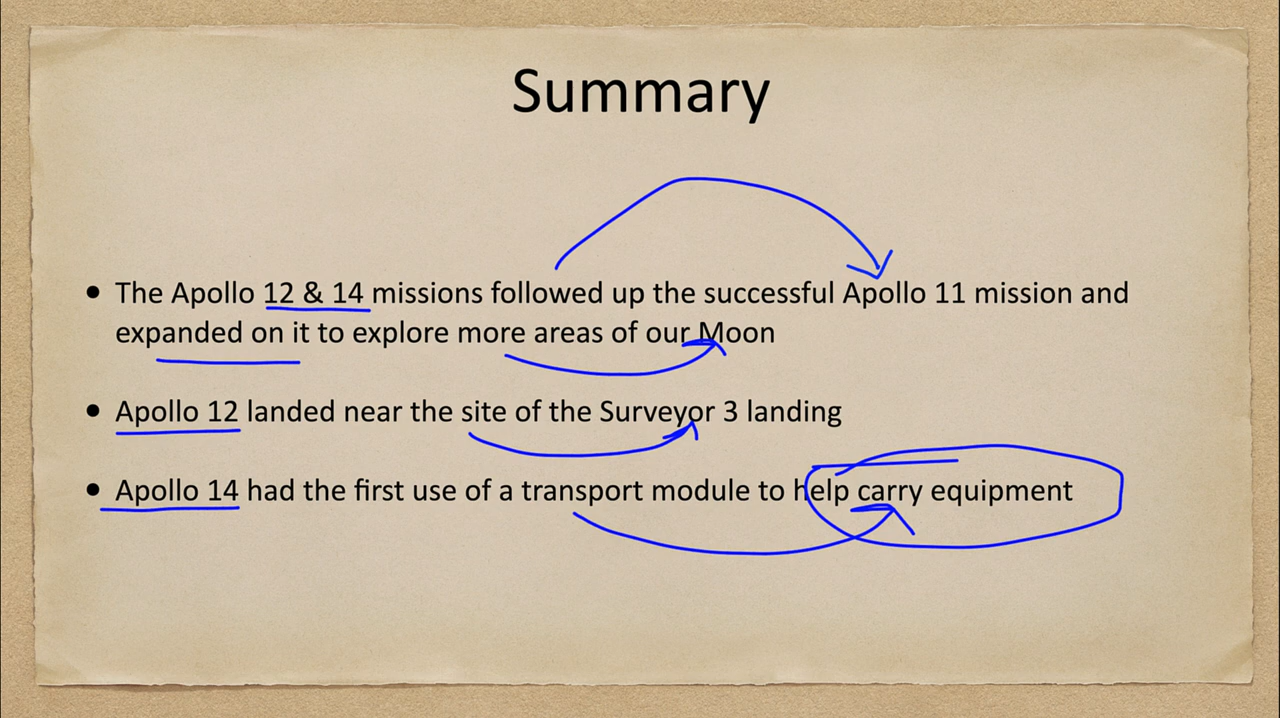 Summary
• The Apollo 12 & 14 missions followed up the successful Apollo 11 mission and
expanded on it to explore more areas of our Moon
• Apollo 12 landed near the site of the Surveyor 3 landing
• Apollo 14 had the first use of a transport module to help carry equipment